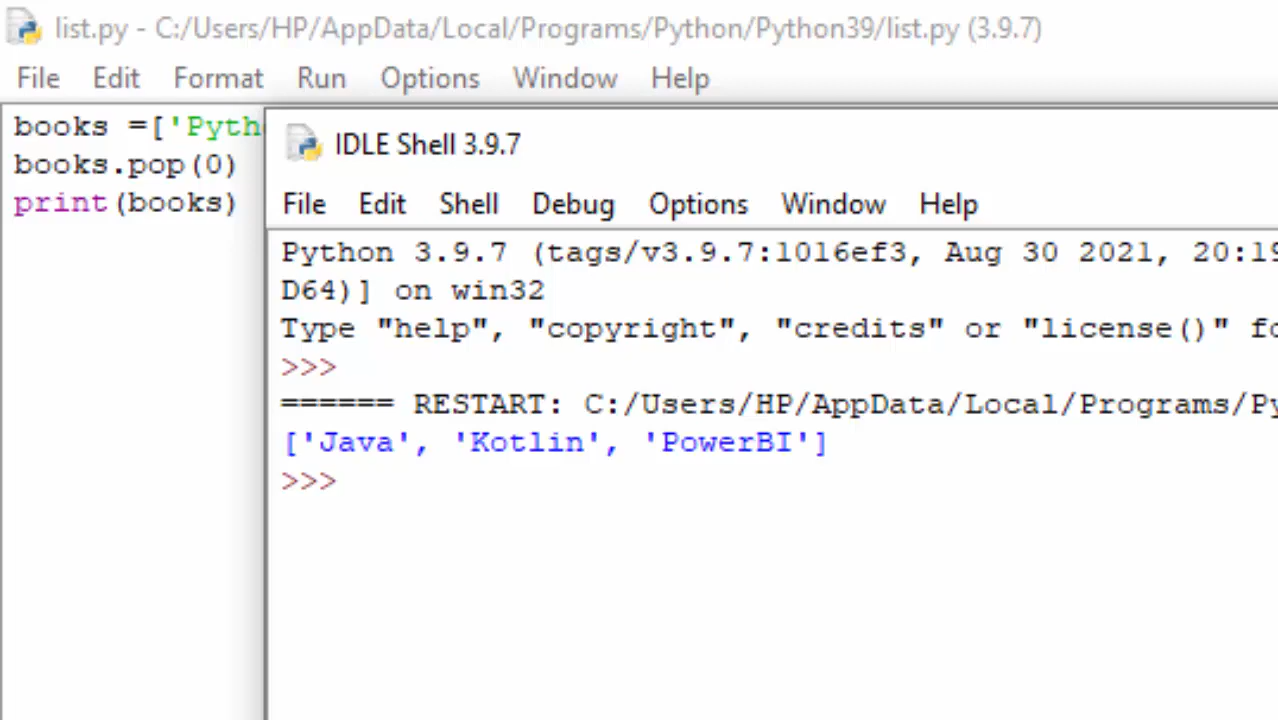 list.py - C:/Users/HP/AppData/Local/Programs/Python/Python39/list.py (3.9.7)
File Edit Format Run Options Window Help
books =['Pyth
books.pop(0)
print(books)
IDLE Shell 3.9.7
File Edit Shell Debug Options Window Help
Python 3.9.7 (tags/v3.9.7:1016ef3, Aug 30 2021, 20:19
D64)] on win32
Type "help", "copyright", "credits" or "license()" fo
>>>
====== RESTART: C:/Users/HP/AppData/Local/Programs/Py
['Java', 'Kotlin', 'PowerBI']
>>>